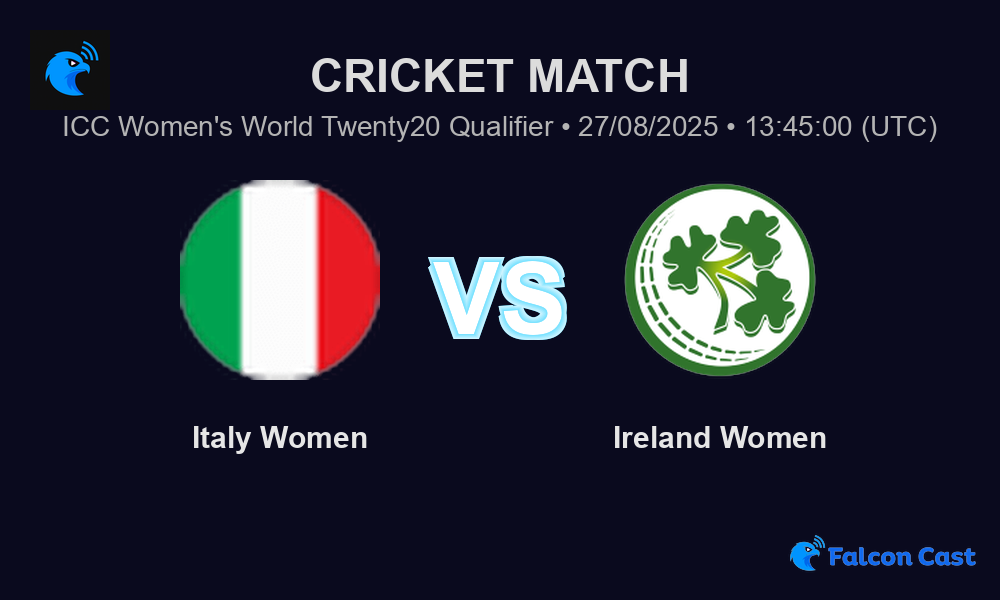 CRICKET MATCH
ICC Women's World Twenty20 Qualifier • 27/08/2025 • 13:45:00 (UTC)
VS
Italy Women
Ireland Women
Falcon Cast